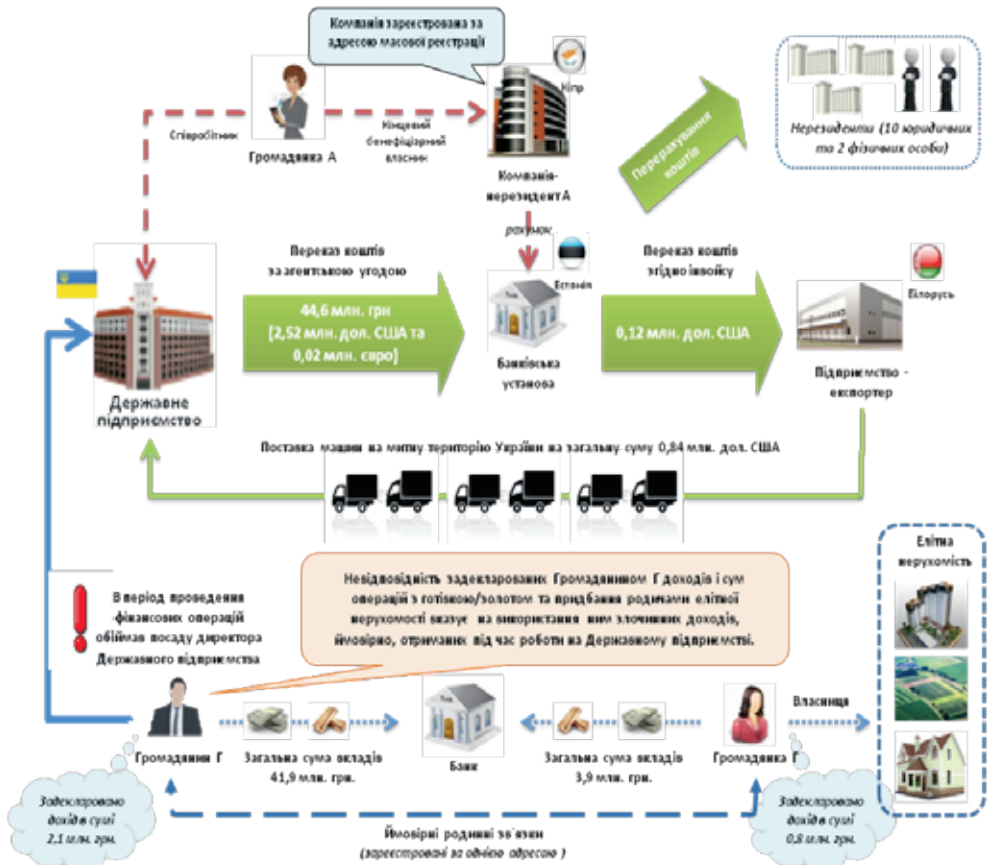 Компанія зареєстрована за
адресою масової реєстрації
Кіпр
Співробітник
Громадянка А
Кінцевий
бенефіціарний
власник
Компанія-
нерезидент А
рахунок
Перерахування
коштів
Нерезиденти (10 юридичних
та 2 фізичних особи)
Державне
підприємство
Переказ коштів
за агентською угодою
44,6 млн. грн
[2,52 млн. дол. США та
0,02 млн. євро]
Естонія
Банківська
установа
Переказ коштів
згідно інвойсу
0,12 млн. дол. США
Білорусь
Підприємство -
експортер
Поставка машин на митну територію України на загальну суму 0,84 млн. дол. США
В період проведення
фінансових операцій
обіймав посаду директора
Державного підприємства
Невідповідність задекларованих Громадянином Г доходів і сум
операцій з готівкою/золотом та придбання родичами елітної
нерухомості вказує на використання ним злочинних доходів,
ймовірно, отриманих під час роботи на Державному підприємстві.
Елітна
нерухомість
Громадянин Г
Загальна сума вкладів
41,9 млн. грн.
Банк
Загальна сума вкладів
3,9 млн. грн.
Громадянка Ґ
Власниця
Задекларовано
дохід в сумі
2,1 млн. грн.
Ймовірні родинні зв'язки
(зареєстровані за однією адресою )
Задекларовано
дохід в сумі
0,8 млн. грн.